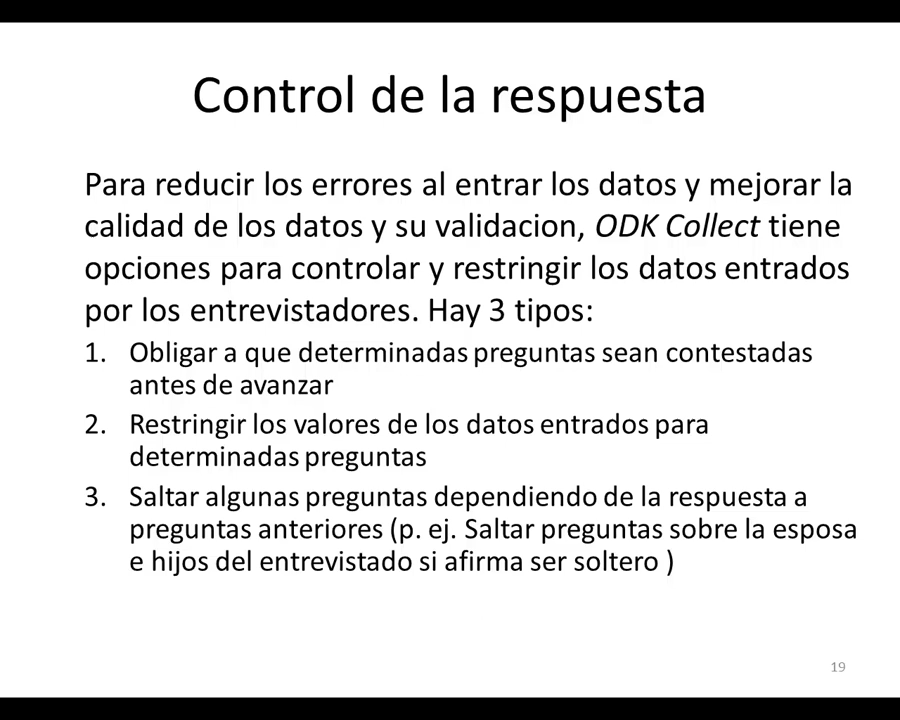 Control de la respuesta
Para reducir los errores al entrar los datos y mejorar la
calidad de los datos y su validacion, ODK Collect tiene
opciones para controlar y restringir los datos entrados
por los entrevistadores. Hay 3 tipos:
1. Obligar a que determinadas preguntas sean contestadas
antes de avanzar
2. Restringir los valores de los datos entrados para
determinadas preguntas
3. Saltar algunas preguntas dependiendo de la respuesta a
preguntas anteriores (p. ej. Saltar preguntas sobre la esposa
e hijos del entrevistado si afirma ser soltero )
19